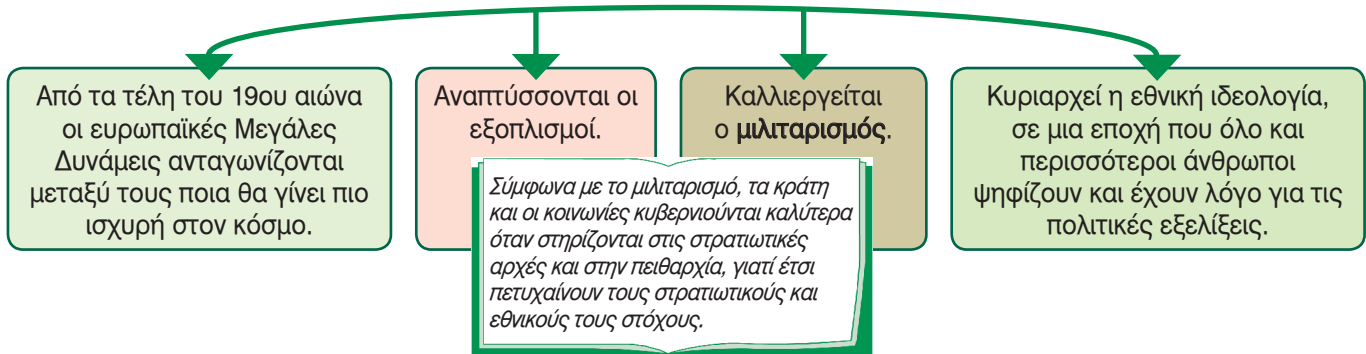 Από τα τέλη του 19ου αιώνα
οι ευρωπαϊκές Μεγάλες
Δυνάμεις ανταγωνίζονται
μεταξύ τους ποια θα γίνει πιο
ισχυρή στον κόσμο.
Αναπτύσσονται οι
εξοπλισμοί.
Καλλιεργείται
ο μιλιταρισμός.
Σύμφωνα με το μιλιταρισμό, τα κράτη
και οι κοινωνίες κυβερνιούνται καλύτερα
όταν στηρίζονται στις στρατιωτικές
αρχές και στην πειθαρχία, γιατί έτσι
πετυχαίνουν τους στρατιωτικούς και
εθνικούς τους στόχους.
Κυριαρχεί η εθνική ιδεολογία,
σε μια εποχή που όλο και
περισσότεροι άνθρωποι
ψηφίζουν και έχουν λόγο για τις
πολιτικές εξελίξεις.